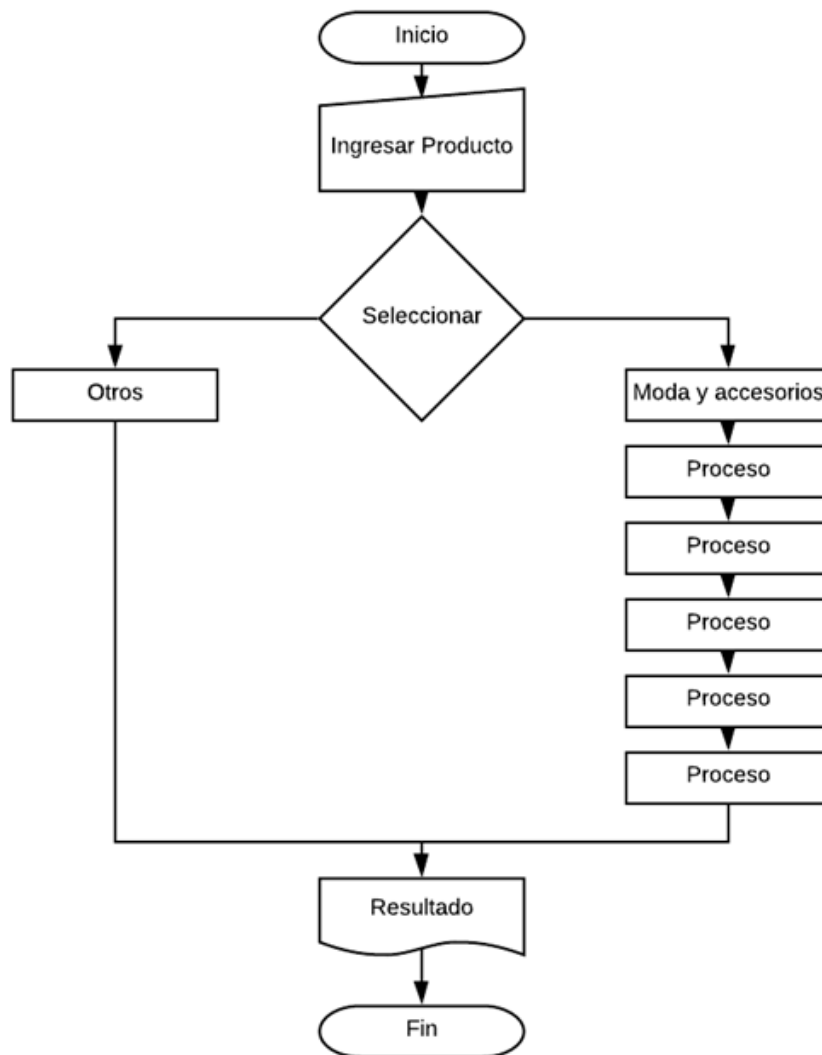 Inicio
Ingresar Producto
Seleccionar
Otros
Moda y accesorios
Proceso
Proceso
Proceso
Proceso
Proceso
Resultado
Fin